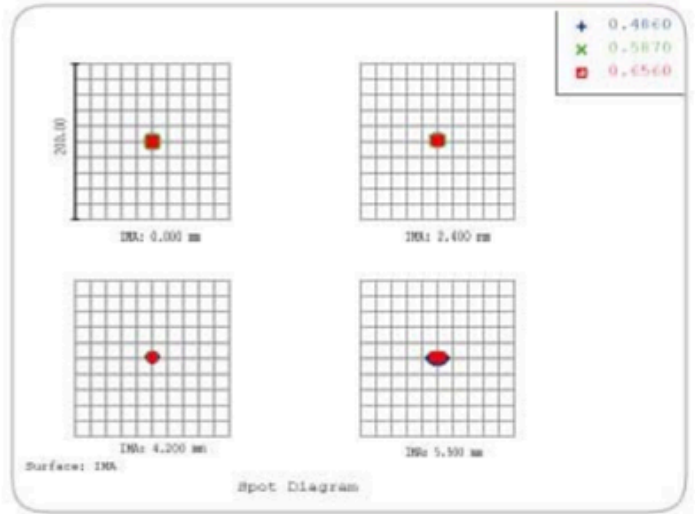 0.4860
0.5870
0.6560
200.00
IMA: 0.000 mm
IMA: 2.400 mm
IMA: 4.200 mm
IMA: 5.500 mm
Surface: IMA
Spot Diagram